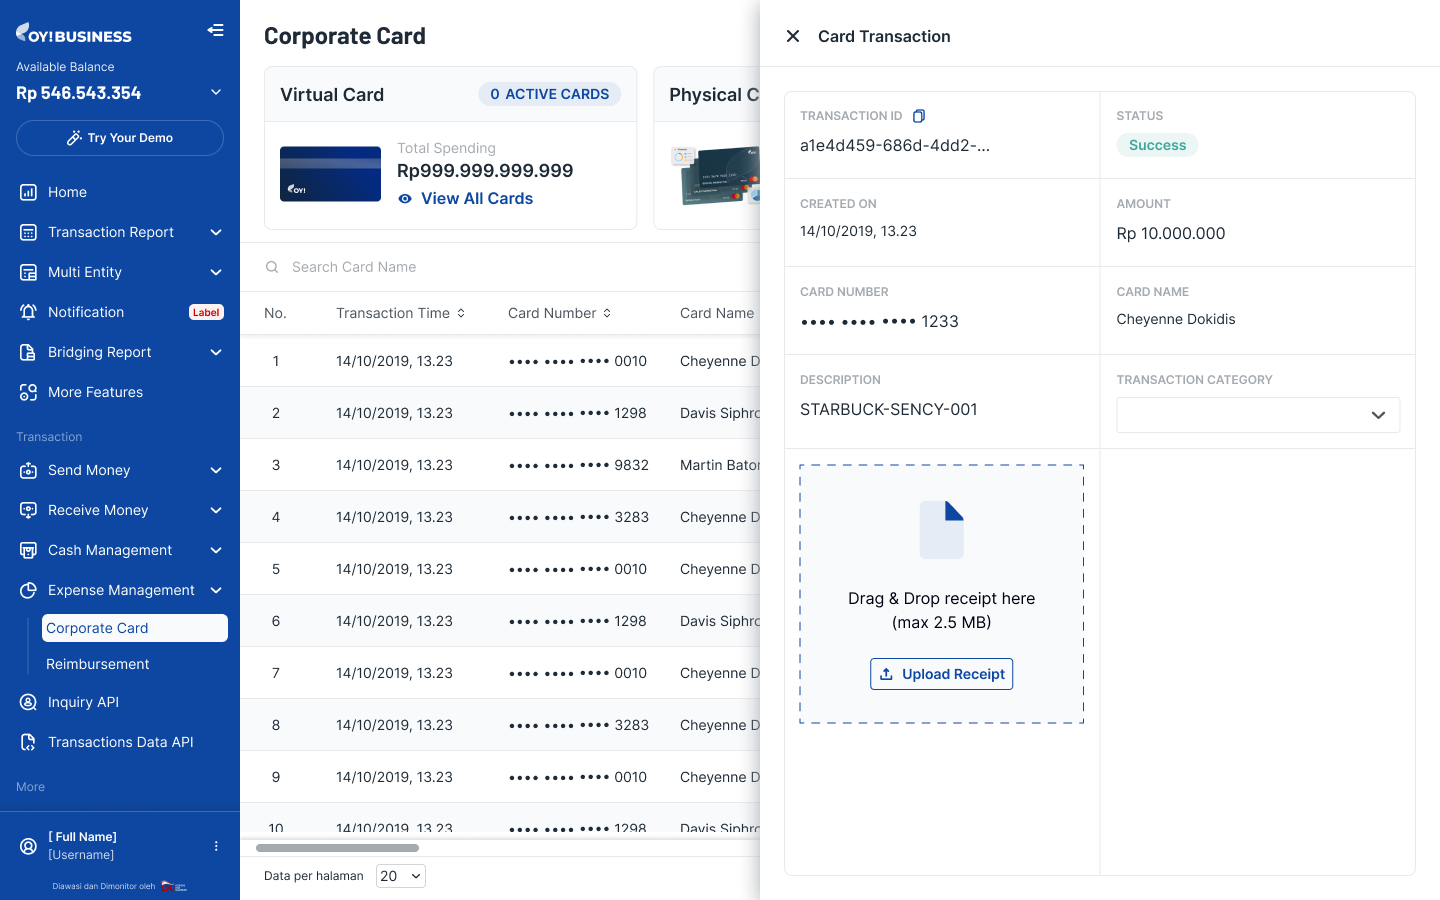 OY! BUSINESS
Available Balance
Rp 546.543.354
Try Your Demo
Home
Transaction Report
Multi Entity
Notification
Label
Bridging Report
More Features
Transaction
Send Money
Receive Money
Cash Management
Expense Management
Corporate Card
Reimbursement
Inquiry API
Transactions Data API
More
[ Full Name]
[Username]
Diawasi dan Dimonitor oleh
Corporate Card
Virtual Card
0 ACTIVE CARDS
OY!
Total Spending
Rp999.999.999.999
View All Cards
Physical C
Search Card Name
No. Transaction Time Card Number Card Name
1 14/10/2019, 13.23 •••• •••• •••• 0010 Cheyenne D
2 14/10/2019, 13.23 •••• •••• •••• 1298 Davis Siphro
3 14/10/2019, 13.23 •••• •••• •••• 9832 Martin Bator
4 14/10/2019, 13.23 •••• •••• •••• 3283 Cheyenne D
5 14/10/2019, 13.23 •••• •••• •••• 0010 Cheyenne D
6 14/10/2019, 13.23 •••• •••• •••• 1298 Davis Siphro
7 14/10/2019, 13.23 •••• •••• •••• 0010 Cheyenne D
8 14/10/2019, 13.23 •••• •••• •••• 3283 Cheyenne D
9 14/10/2019, 13.23 •••• •••• •••• 0010 Cheyenne D
10 14/10/2019, 13.23 •••• •••• •••• 1298 Davis Siphro
Data per halaman 20
Card Transaction
TRANSACTION ID
a1e4d459-686d-4dd2-...
STATUS
Success
CREATED ON
14/10/2019, 13.23
AMOUNT
Rp 10.000.000
CARD NUMBER
•••• •••• •••• 1233
CARD NAME
Cheyenne Dokidis
DESCRIPTION
STARBUCK-SENCY-001
TRANSACTION CATEGORY
Drag & Drop receipt here
(max 2.5 MB)
Upload Receipt